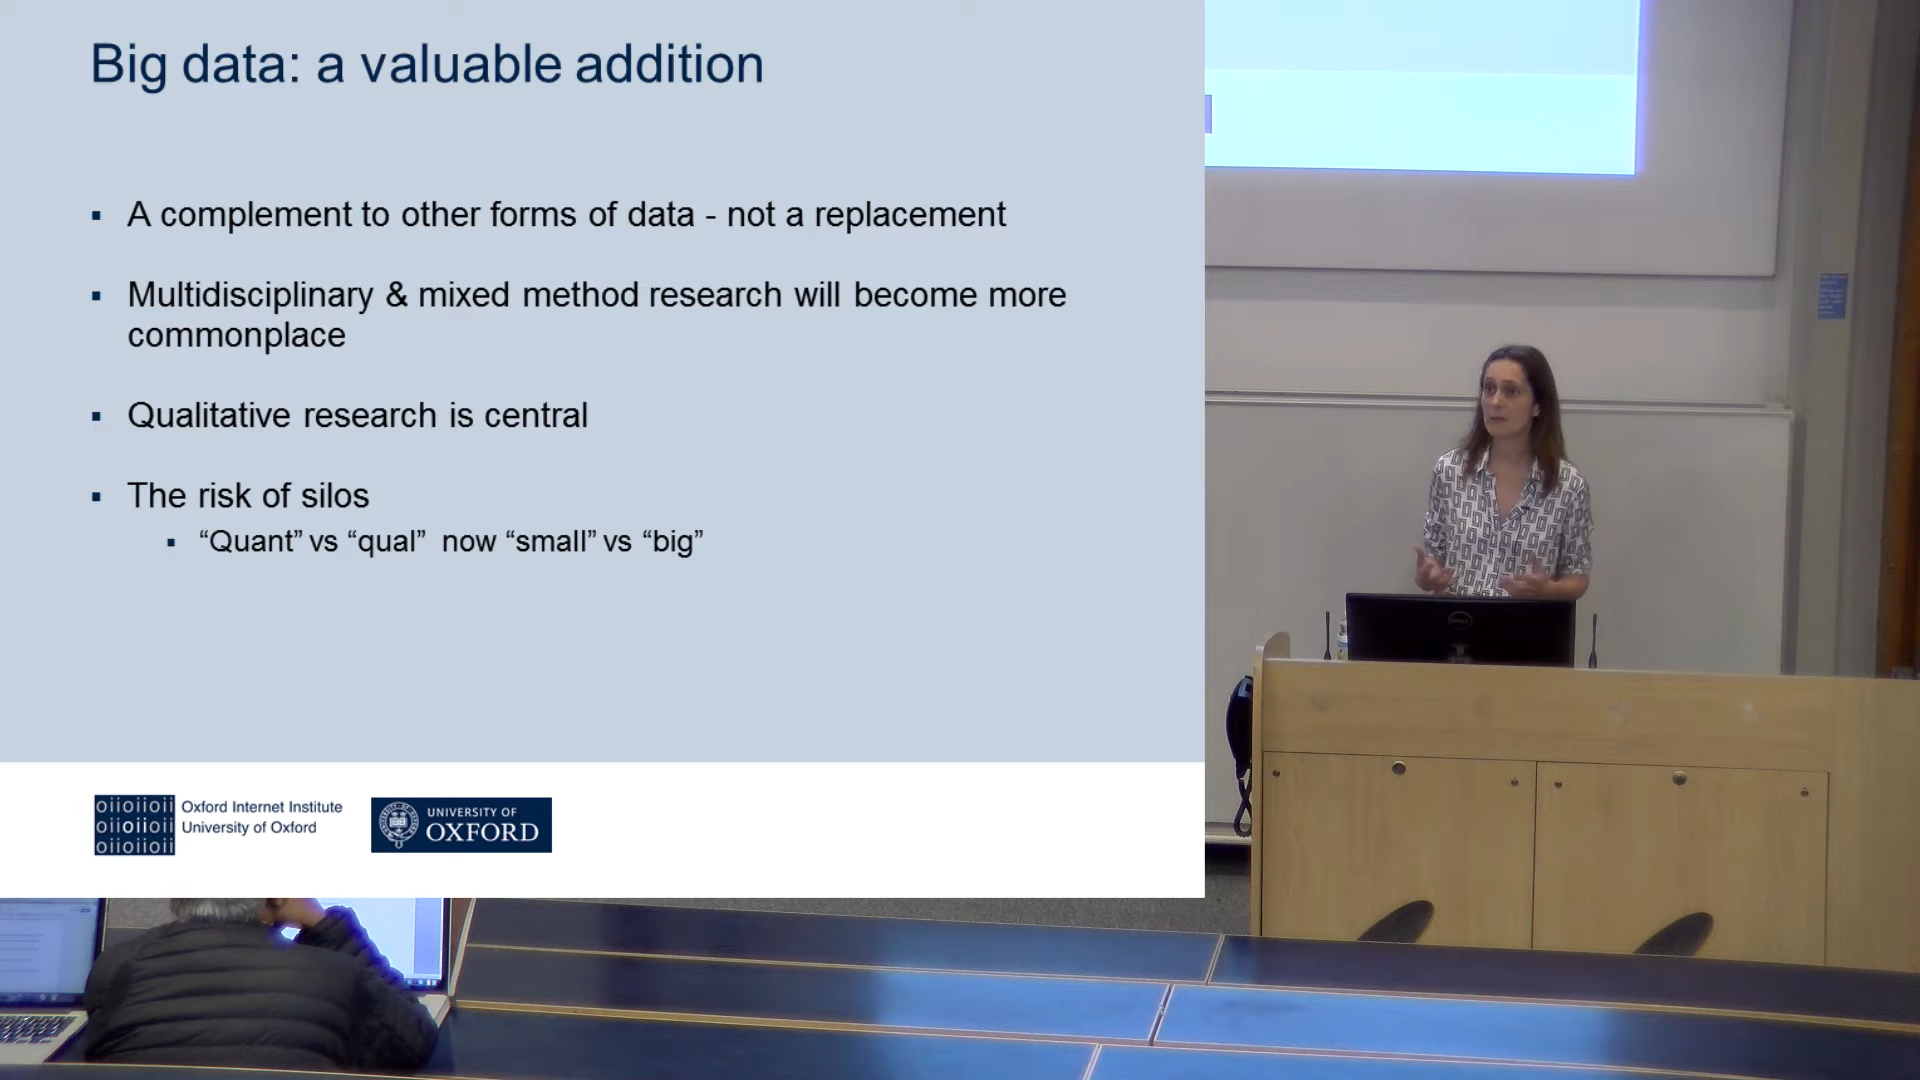 Big data: a valuable addition
▪ A complement to other forms of data - not a replacement
▪ Multidisciplinary & mixed method research will become more
commonplace
▪ Qualitative research is central
▪ The risk of silos
▪ “Quant” vs “qual”  now “small” vs “big”
oiioiioii
oiioiioii
oiioiioii
Oxford Internet Institute
University of Oxford
UNIVERSITY OF
OXFORD
DELL